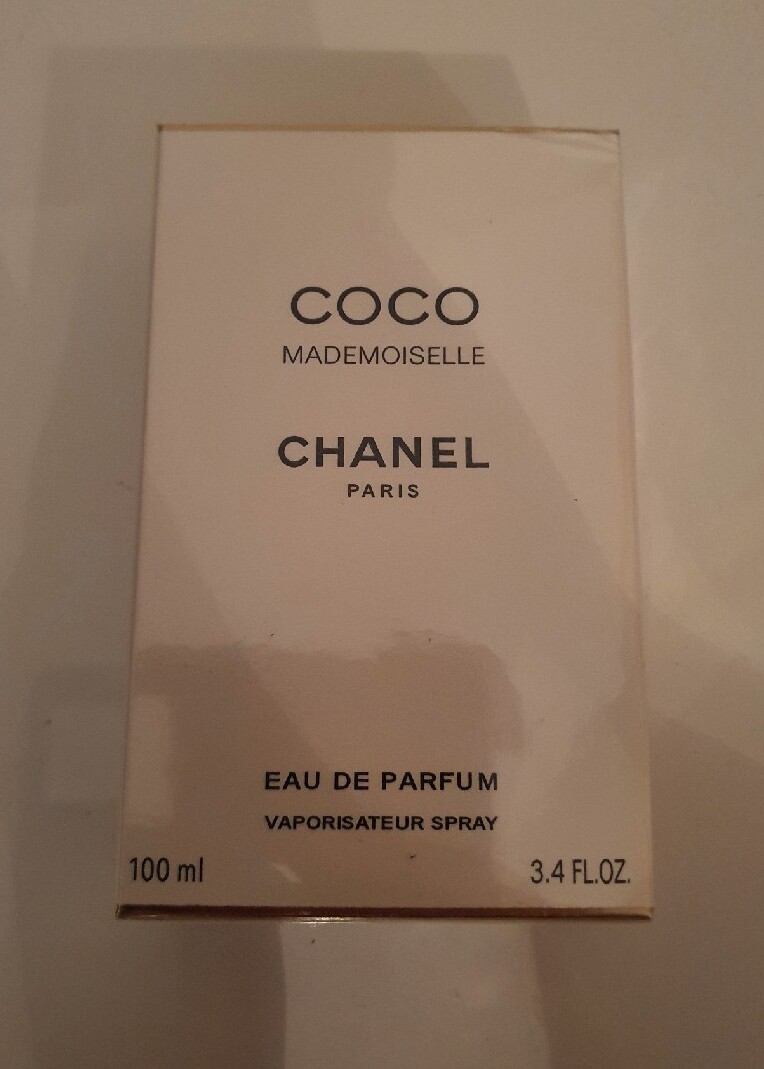 COCO
MADEMOISELLE
CHANEL
PARIS
EAU DE PARFUM
VAPORISATEUR SPRAY
100 ml 3.4 FL.OZ.